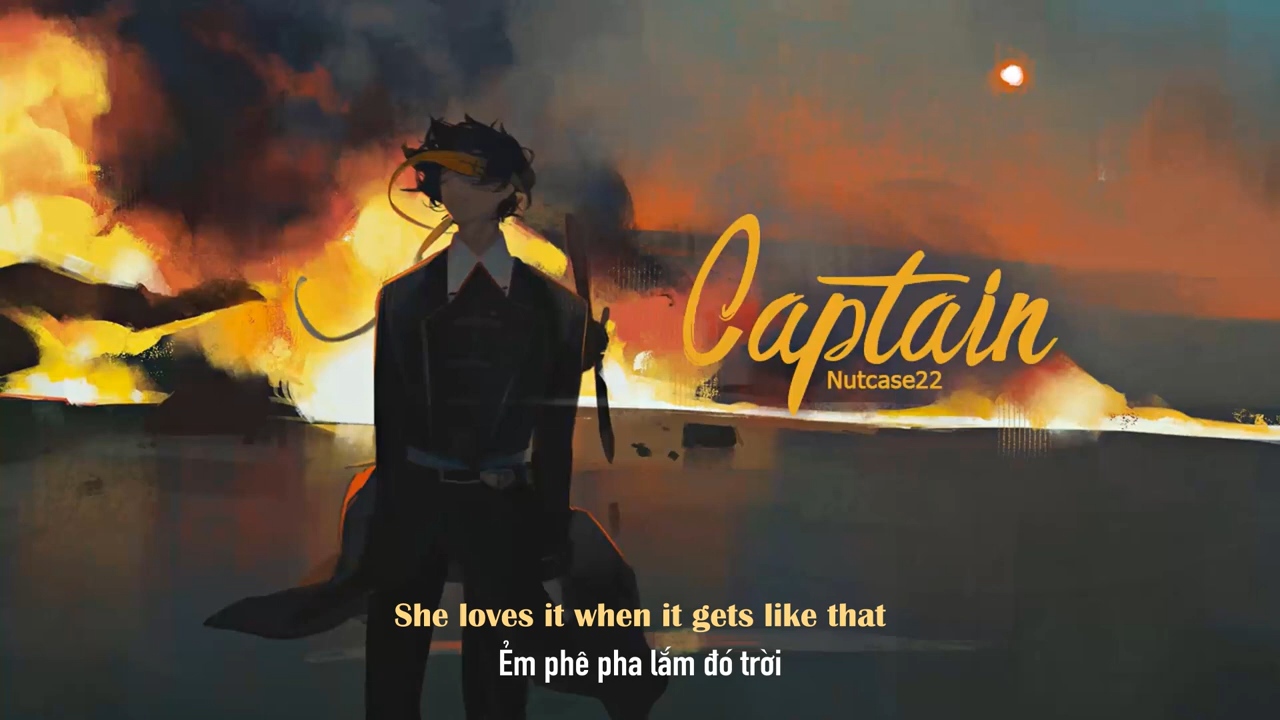 Captain
Nutcase22
She loves it when it gets like that
Ẻm phê pha lắm đó trời